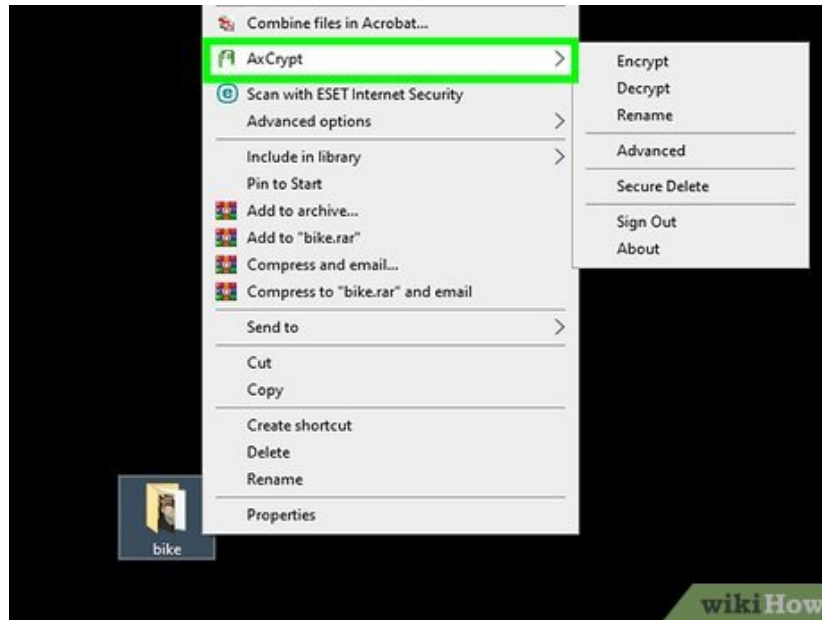 Combine files in Acrobat...
AxCrypt
Scan with ESET Internet Security
Advanced options
Include in library
Pin to Start
Add to archive...
Add to "bike.rar"
Compress and email...
Compress to "bike.rar" and email
Send to
Cut
Copy
Create shortcut
Delete
Rename
Properties
Encrypt
Decrypt
Rename
Advanced
Secure Delete
Sign Out
About
bike
wikiHow